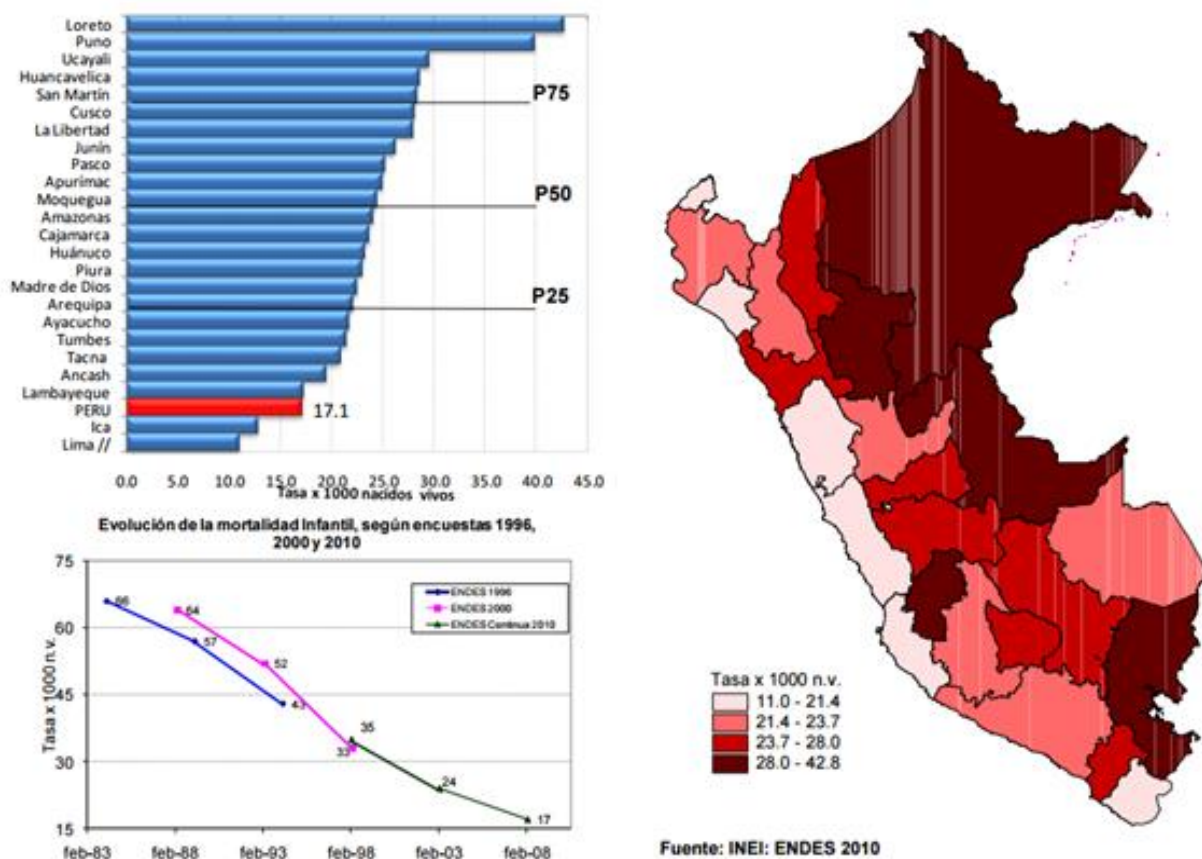 Loreto
Puno
Ucayali
Huancavelica
San Martín
P75
Cusco
La Libertad
Junín
Pasco
Apurímac
Moquegua
P50
Amazonas
Cajamarca
Huánuco
Piura
Madre de Dios
Arequipa
P25
Ayacucho
Tumbes
Tacna
Ancash
Lambayeque
PERU 17.1
Ica
Lima //
0.0 5.0 10.0 15.0 20.0 25.0 30.0 35.0 40.0 45.0
Tasa x 1000 nacidos vivos
Evolución de la mortalidad Infantil, según encuestas 1996,
2000 y 2010
Tasa x 1000 n.v.
75
60
45
30
15
ENDES 1996
ENDES 2000
ENDES Continua 2010
66
64
57
52
43
35
33
24
17
feb-83 feb-88 feb-93 feb-98 feb-03 feb-08
Tasa x 1000 n.v.
11.0 - 21.4
21.4 - 23.7
23.7 - 28.0
28.0 - 42.8
Fuente: INEI: ENDES 2010